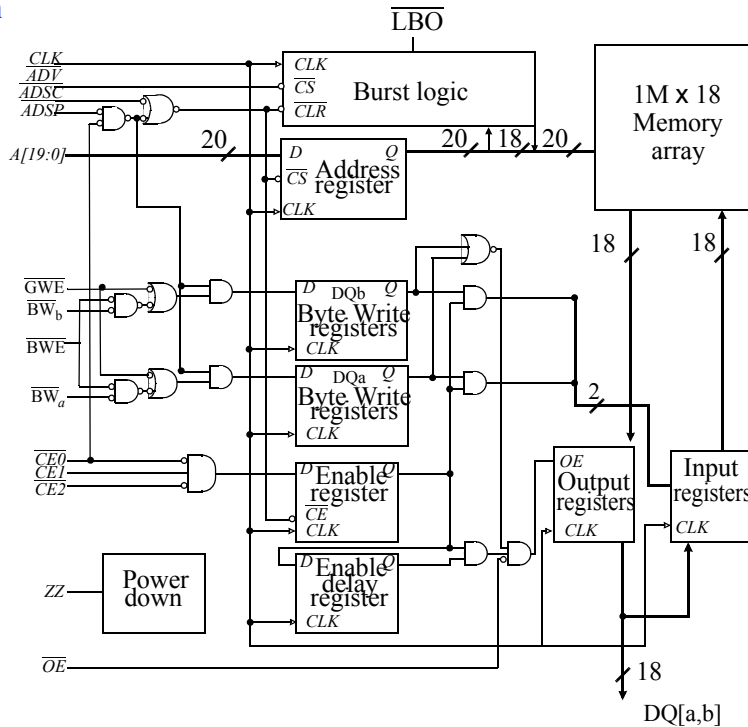 LBO
CLK
ADV
ADSC
ADSP
CLK
CS
CLR
Burst logic
1M x 18
Memory
array
A[19:0]
20
D
Q
CS
Address
register
CLK
20
18
20
18
18
GWE
BWb
BWE
BWa
D
DQb
Q
Byte Write
registers
CLK
D
DQa
Q
Byte Write
registers
CLK
2
CE0
CE1
CE2
D
Enable
Q
register
CE
CLK
OE
Output
registers
CLK
Input
registers
CLK
D
Enable
Q
delay
register
CLK
ZZ
Power
down
OE
18
DQ[a,b]